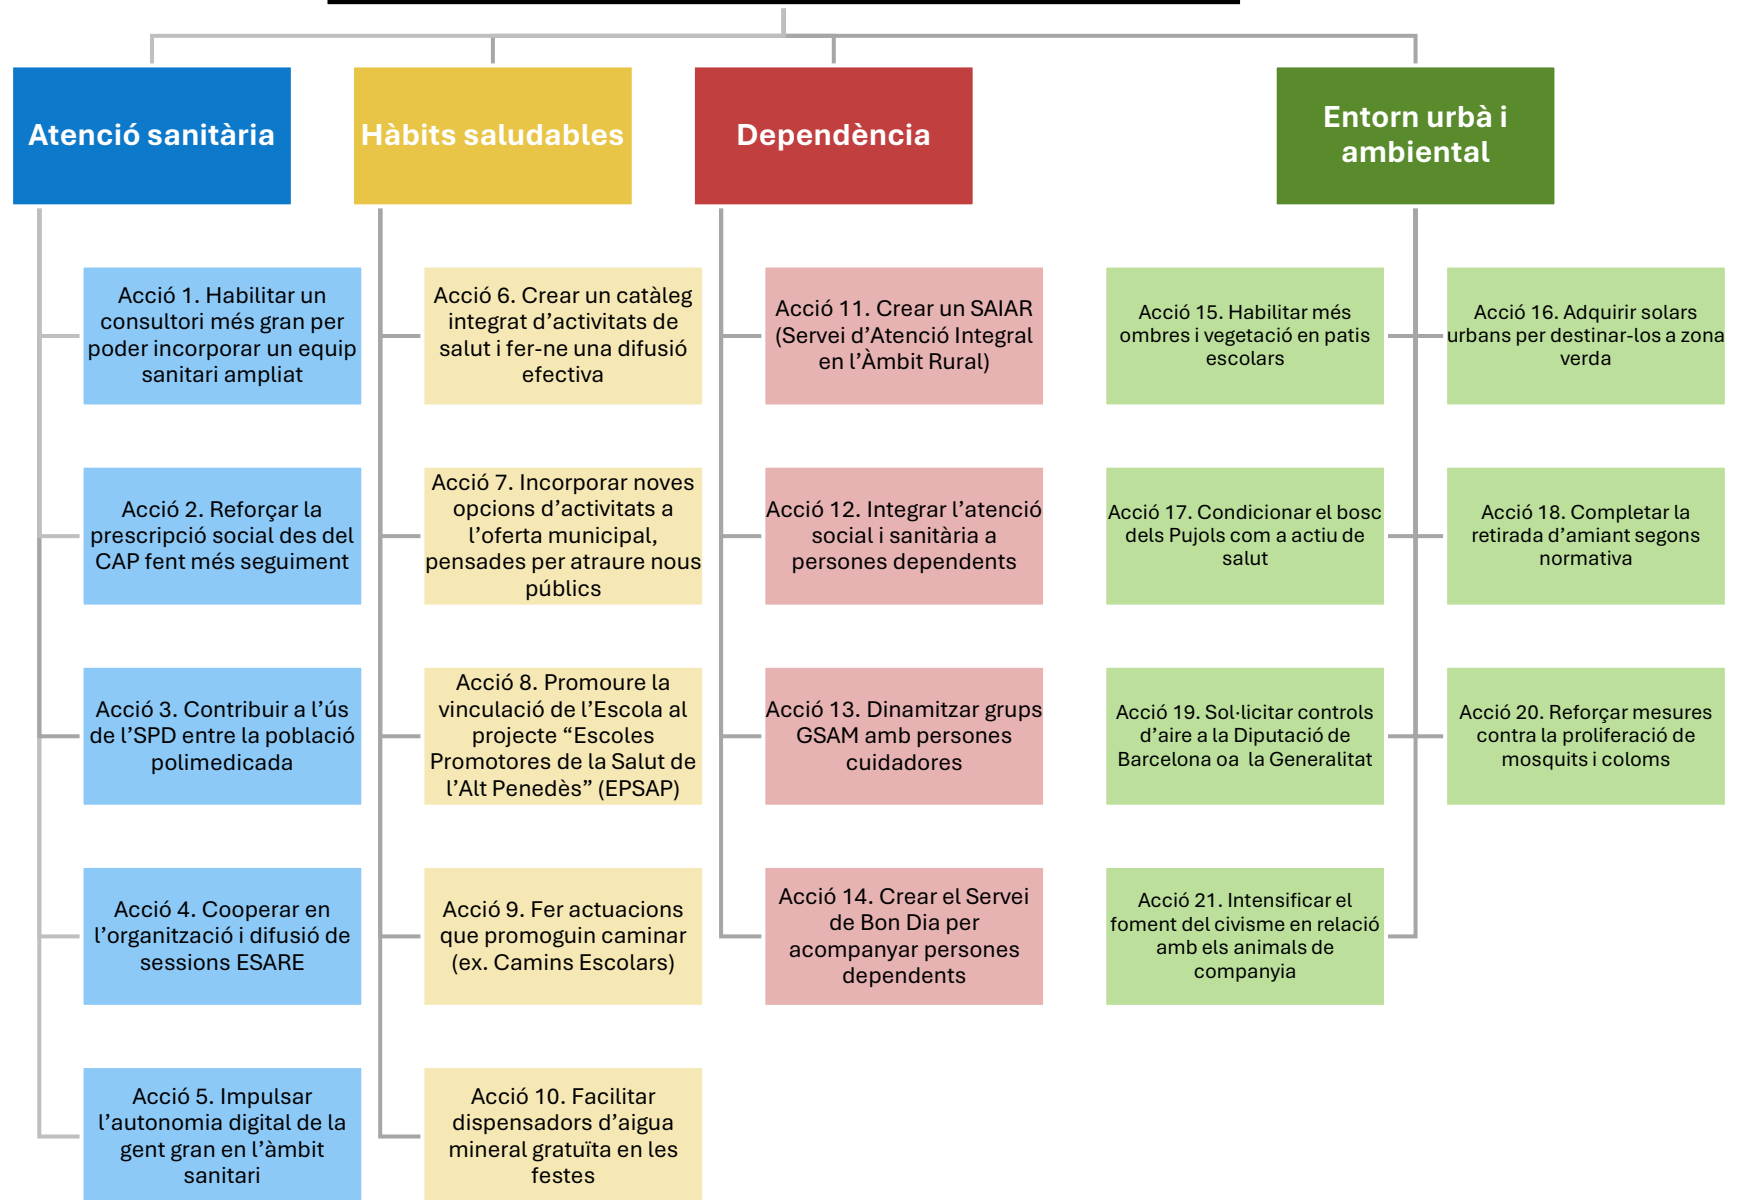 Atenció sanitària
Acció 1. Habilitar un
consultori més gran per
poder incorporar un equip
sanitari ampliat
Acció 2. Reforçar la
prescripció social des del
CAP fent més seguiment
Acció 3. Contribuir a l’ús
de l’SPD entre la població
polimedicada
Acció 4. Cooperar en
l’organització i difusió de
sessions ESARE
Acció 5. Impulsar
l’autonomia digital de la
gent gran en l’àmbit
sanitari
Hàbits saludables
Acció 6. Crear un catàleg
integrat d’activitats de
salut i fer-ne una difusió
efectiva
Acció 7. Incorporar noves
opcions d’activitats a
l’oferta municipal,
pensades per atraure nous
públics
Acció 8. Promoure la
vinculació de l’Escola al
projecte “Escoles
Promotores de la Salut de
l’Alt Penedès” (EPSAP)
Acció 9. Fer actuacions
que promoguin caminar
(ex. Camins Escolars)
Acció 10. Facilitar
dispensadors d’aigua
mineral gratuïta en les
festes
Dependència
Acció 11. Crear un SAIAR
(Servei d’Atenció Integral
en l’Àmbit Rural)
Acció 12. Integrar l’atenció
social i sanitària a
persones dependents
Acció 13. Dinamitzar grups
GSAM amb persones
cuidadores
Acció 14. Crear el Servei
de Bon Dia per
acompanyar persones
dependents
Entorn urbà i
ambiental
Acció 15. Habilitar més
ombres i vegetació en patis
escolars
Acció 16. Adquirir solars
urbans per destinar-los a zona
verda
Acció 17. Condicionar el bosc
dels Pujols com a actiu de
salut
Acció 18. Completar la
retirada d’amiant segons
normativa
Acció 19. Sol·licitar controls
d’aire a la Diputació de
Barcelona oa  la Generalitat
Acció 20. Reforçar mesures
contra la proliferació de
mosquits i coloms
Acció 21. Intensificar el
foment del civisme en relació
amb els animals de
companyia